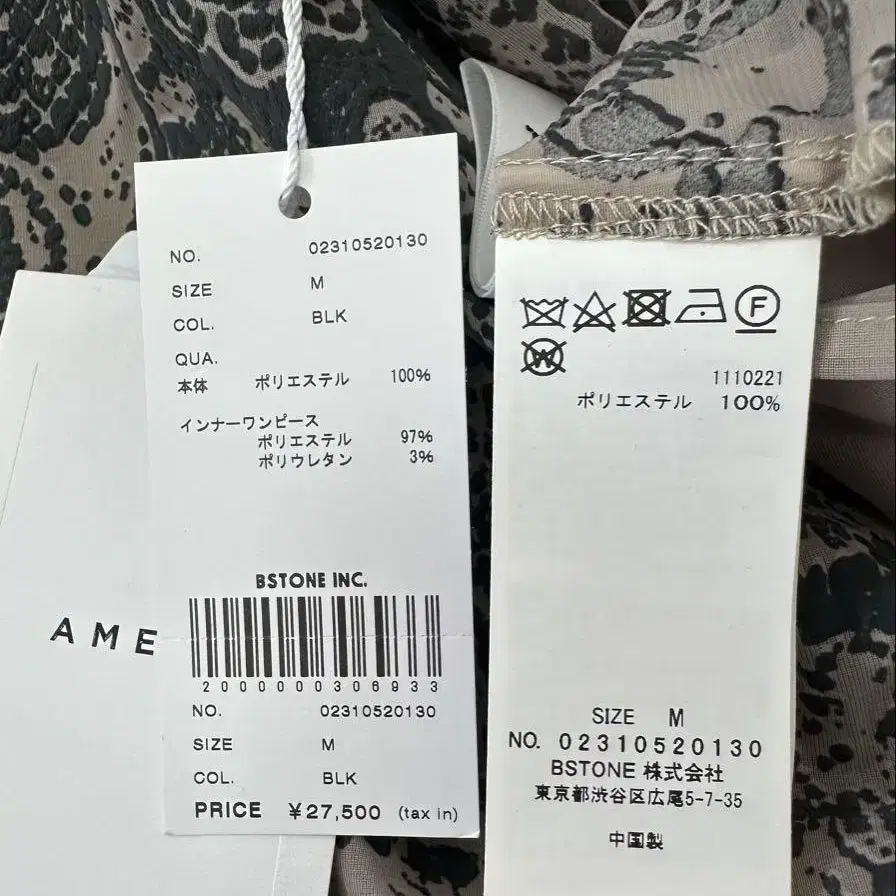 NO. 02310520130
SIZE M
COL. BLK
QUA.
本体 ポリエステル 100%
インナーワンピース
ポリエステル 97%
ポリウレタン 3%
BSTONE INC.
2000000306933
NO. 02310520130
SIZE M
COL. BLK
PRICE ¥27,500 (tax in)
AME
F
W
1110221
ポリエステル 100%
SIZE M
NO. 02310520130
BSTONE 株式会社
東京都渋谷区広尾5-7-35
中国製